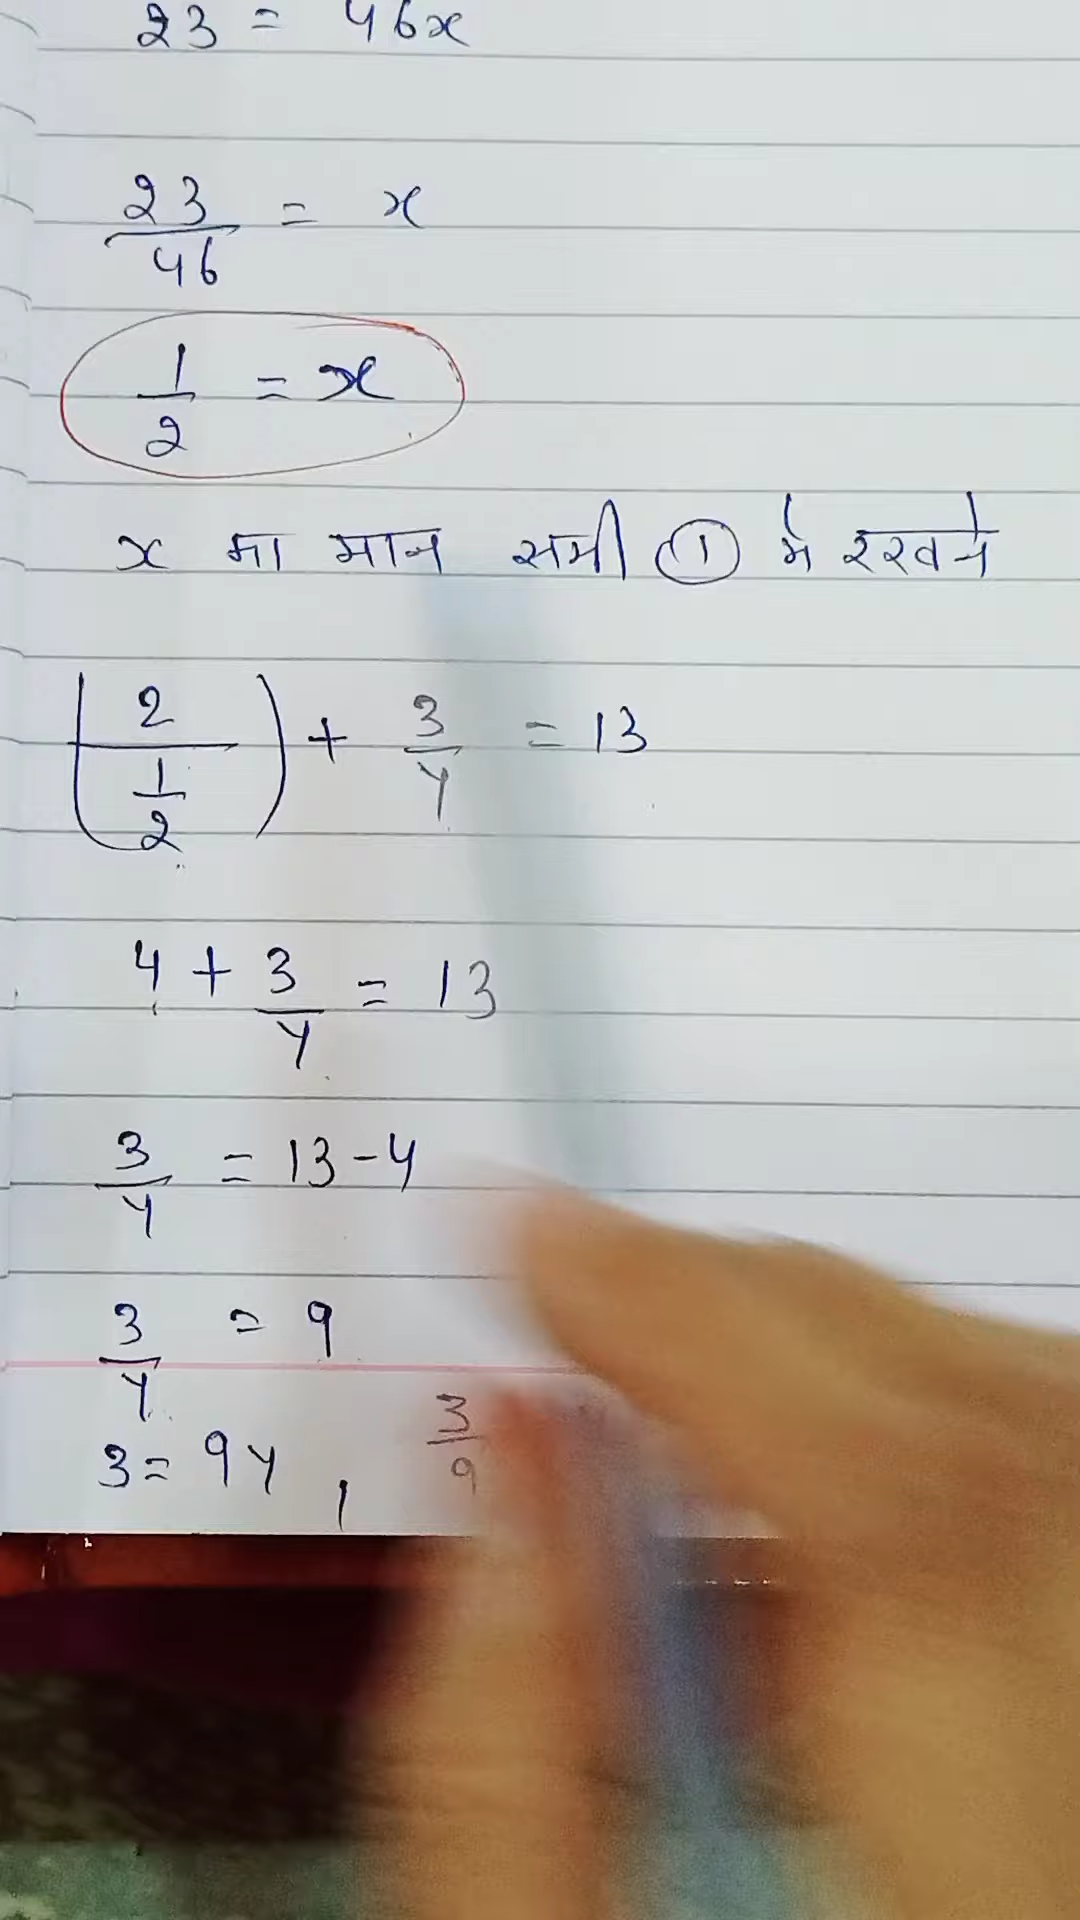 23 = 46x
23/46 = x
1/2 = x
x मा मान समी ① मे रखने
(2/(1/2)) + 3/y = 13
4 + 3/y = 13
3/y = 13-4
3/y = 9
3 = 9y , 3/9